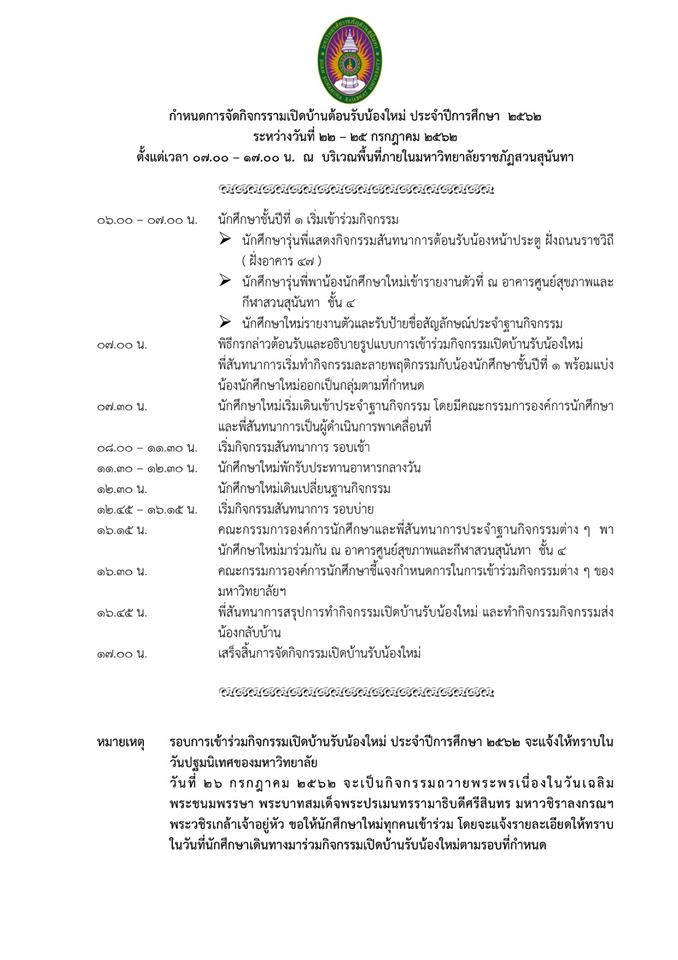 กำหนดการจัดกิจกรรามเปิดบ้านต้อนรับน้องใหม่ ประจำปีการศึกษา ๒๕๖๒
ระหว่างวันที่ ๒๒ – ๒๕ กรกฎาคม ๒๕๖๒
ตั้งแต่เวลา ๐๗.๐๐ – ๑๗.๐๐ น. ณ บริเวณพื้นที่ภายในมหาวิทยาลัยราชภัฏสวนสุนันทา
๐๖.๐๐ – ๐๗.๐๐ น. นักศึกษาชั้นปีที่ ๑ เริ่มเข้าร่วมกิจกรรม
➢ นักศึกษารุ่นพี่แสดงกิจกรรมสันทนาการต้อนรับน้องหน้าประตู ฝั่งถนนราชวิถี
( ฝั่งอาคาร ๔๗ )
➢ นักศึกษารุ่นพี่พาน้องนักศึกษาใหม่เข้ารายงานตัวที่ ณ อาคารศูนย์สุขภาพและ
กีฬาสวนสุนันทา ชั้น ๔
➢ นักศึกษาใหม่รายงานตัวและรับป้ายชื่อสัญลักษณ์ประจำฐานกิจกรรม
๐๗.๐๐ น. พิธีกรกล่าวต้อนรับและอธิบายรูปแบบการเข้าร่วมกิจกรรมเปิดบ้านรับน้องใหม่
พี่สันทนาการเริ่มทำกิจกรรมละลายพฤติกรรมกับน้องนักศึกษาชั้นปีที่ ๑ พร้อมแบ่ง
น้องนักศึกษาใหม่ออกเป็นกลุ่มตามที่กำหนด
๐๗.๓๐ น. นักศึกษาใหม่เริ่มเดินเข้าประจำฐานกิจกรรม โดยมีคณะกรรมการองค์การนักศึกษา
และพี่สันทนาการเป็นผู้ดำเนินการพาเคลื่อนที่
๐๘.๐๐ – ๑๑.๓๐ น. เริ่มกิจกรรมสันทนาการ รอบเช้า
๑๑.๓๐ – ๑๒.๓๐ น. นักศึกษาใหม่พักรับประทานอาหารกลางวัน
๑๒.๓๐ น. นักศึกษาใหม่เดินเปลี่ยนฐานกิจกรรม
๑๒.๔๕ – ๑๖.๑๕ น. เริ่มกิจกรรมสันทนาการ รอบบ่าย
๑๖.๑๕ น. คณะกรรมการองค์การนักศึกษาและพี่สันทนาการประจำฐานกิจกรรมต่าง ๆ พา
นักศึกษาใหม่มาร่วมกัน ณ อาคารศูนย์สุขภาพและกีฬาสวนสุนันทา ชั้น ๔
๑๖.๓๐ น. คณะกรรมการองค์การนักศึกษาชี้แจงกำหนดการในการเข้าร่วมกิจกรรมต่าง ๆ ของ
มหาวิทยาลัยฯ
๑๖.๔๕ น. พี่สันทนาการสรุปการทำกิจกรรมเปิดบ้านรับน้องใหม่ และทำกิจกรรมกิจกรรมส่ง
น้องกลับบ้าน
๑๗.๐๐ น. เสร็จสิ้นการจัดกิจกรรมเปิดบ้านรับน้องใหม่
หมายเหตุ รอบการเข้าร่วมกิจกรรมเปิดบ้านรับน้องใหม่ ประจำปีการศึกษา ๒๕๖๒ จะแจ้งให้ทราบใน
วันปฐมนิเทศของมหาวิทยาลัย
วันที่ ๒๖ กรกฎาคม ๒๕๖๒ จะเป็นกิจกรรมถวายพระพรเนื่องในวันเฉลิม
พระชนมพรรษา พระบาทสมเด็จพระปรเมนทรรามาธิบดีศรีสินทร มหาวชิราลงกรณฯ
พระวชิรเกล้าเจ้าอยู่หัว ขอให้นักศึกษาใหม่ทุกคนเข้าร่วม โดยจะแจ้งรายละเอียดให้ทราบ
ในวันที่นักศึกษาเดินทางมาร่วมกิจกรรมเปิดบ้านรับน้องใหม่ตามรอบที่กำหนด